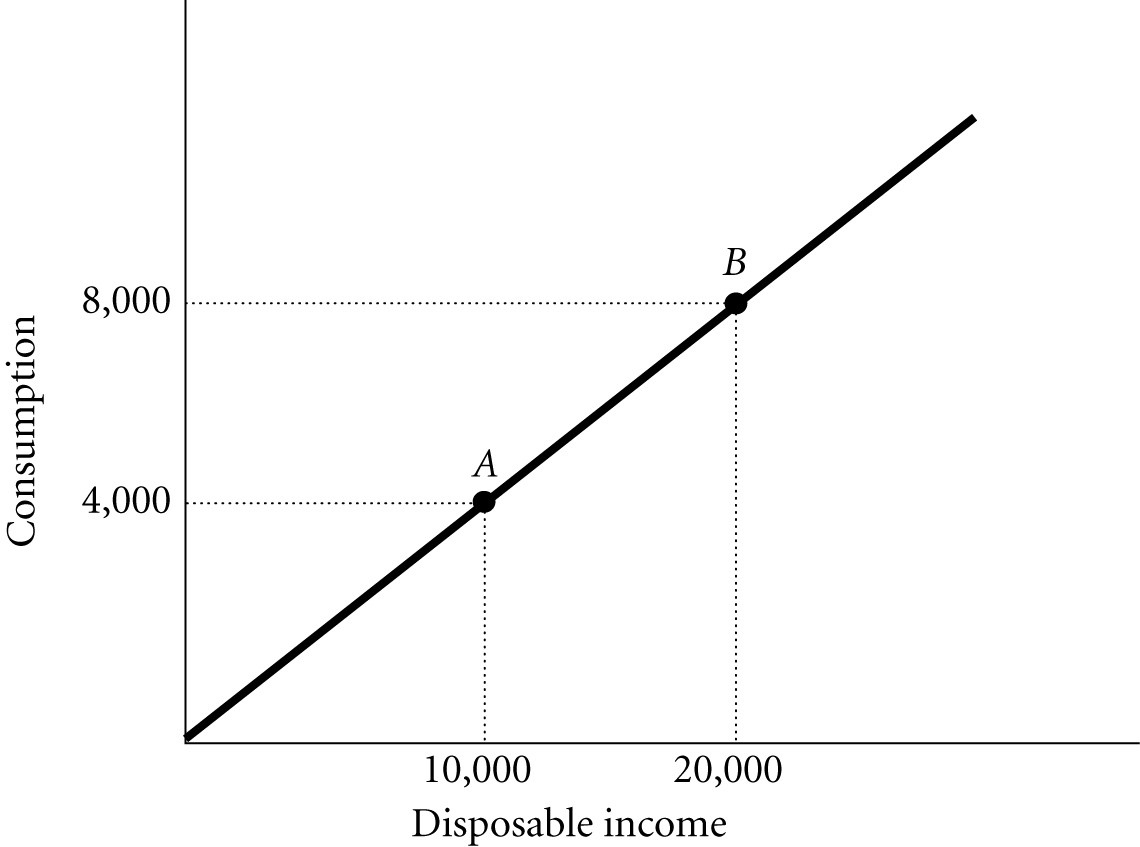 B
8,000
A
4,000
Consumption
10,000 20,000
Disposable income